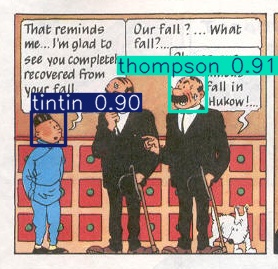 That reminds
me... I'm glad to
see you completely
recovered from
your fall
Our fall ?... What
fall?...
thompson 0.91
fall in
Hukow!...
tintin 0.90